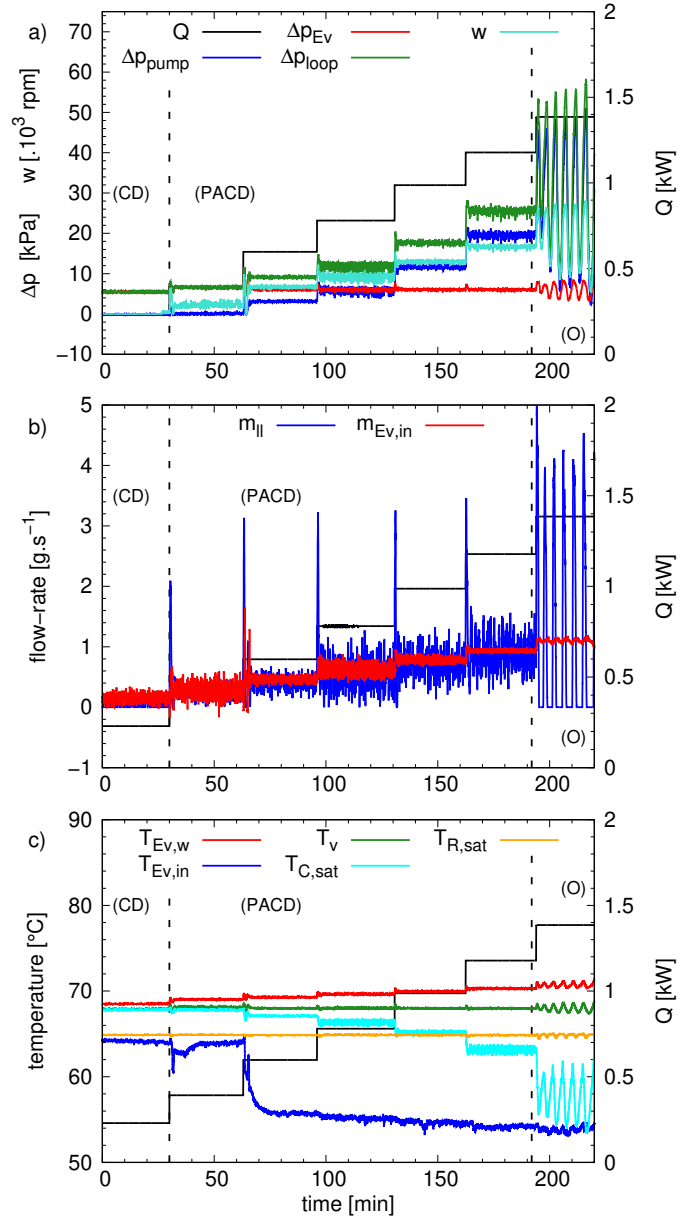 a)
Q
Δp_Ev
w
Δp_pump
Δp_loop
(CD)
(PACD)
(O)
Δp [kPa] w [.10³ rpm]
70
60
50
40
30
20
10
0
−10
2
1.5
1
0.5
0
Q [kW]
0 50 100 150 200
b)
m_ll
m_Ev,in
(CD)
(PACD)
(O)
flow−rate [g.s⁻¹]
5
4
3
2
1
0
−1
2
1.5
1
0.5
0
Q [kW]
0 50 100 150 200
c)
T_Ev,w
T_v
T_R,sat
T_Ev,in
T_C,sat
(CD)
(PACD)
(O)
temperature [°C]
90
80
70
60
50
2
1.5
1
0.5
0
Q [kW]
0 50 100 150 200
time [min]